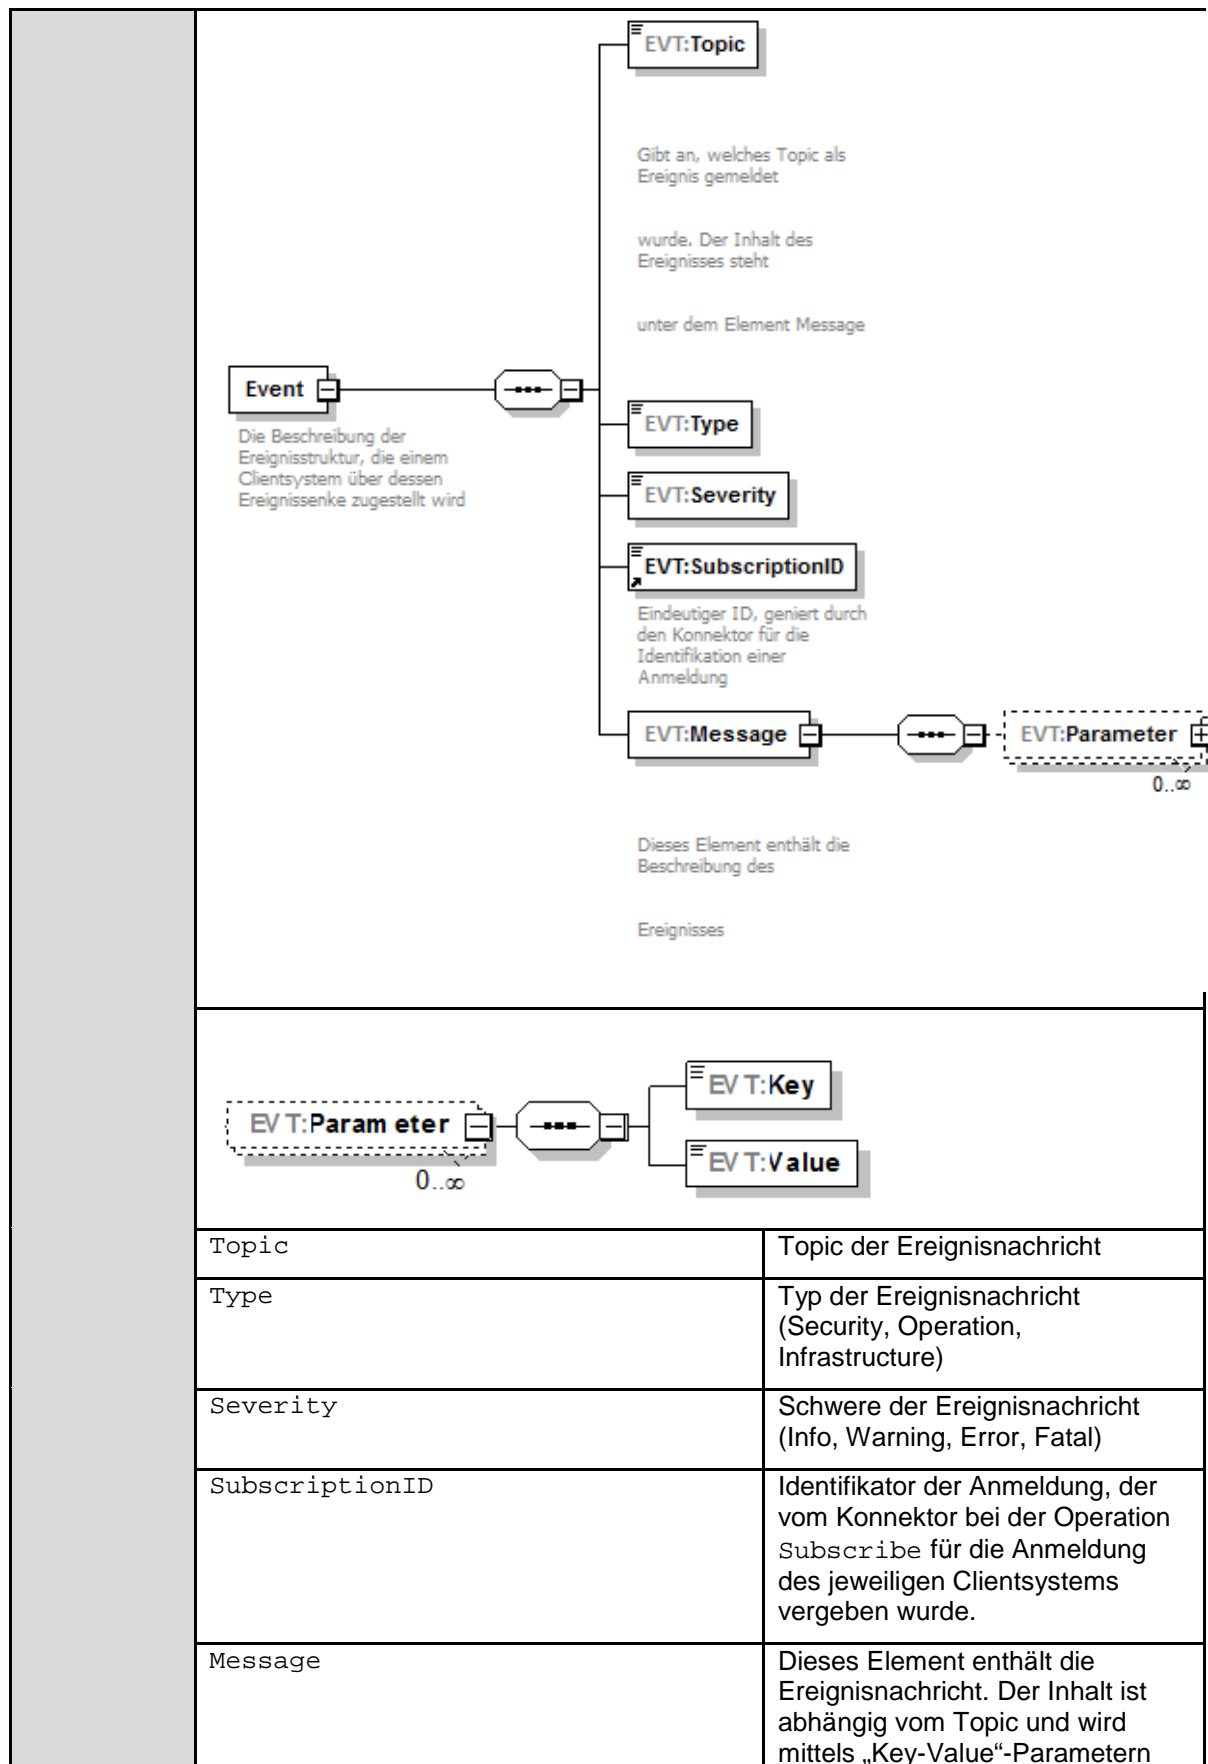 EVT:Topic
Gibt an, welches Topic als
Ereignis gemeldet
wurde. Der Inhalt des
Ereignisses steht
unter dem Element Message
Event
Die Beschreibung der
Ereignisstruktur, die einem
Clientsystem über dessen
Ereignissenke zugestellt wird
EVT:Type
EVT:Severity
EVT:SubscriptionID
Eindeutiger ID, geniert durch
den Konnektor für die
Identifikation einer
Anmeldung
EVT:Message
EVT:Parameter
0..∞
Dieses Element enthält die
Beschreibung des
Ereignisses
EVT:Key
EVT:Parameter
0..∞
EVT:Value
Topic
Topic der Ereignisnachricht
Type
Typ der Ereignisnachricht
(Security, Operation,
Infrastructure)
Severity
Schwere der Ereignisnachricht
(Info, Warning, Error, Fatal)
SubscriptionID
Identifikator der Anmeldung, der
vom Konnektor bei der Operation
Subscribe für die Anmeldung
des jeweiligen Clientsystems
vergeben wurde.
Message
Dieses Element enthält die
Ereignisnachricht. Der Inhalt ist
abhängig vom Topic und wird
mittels „Key-Value“-Parametern